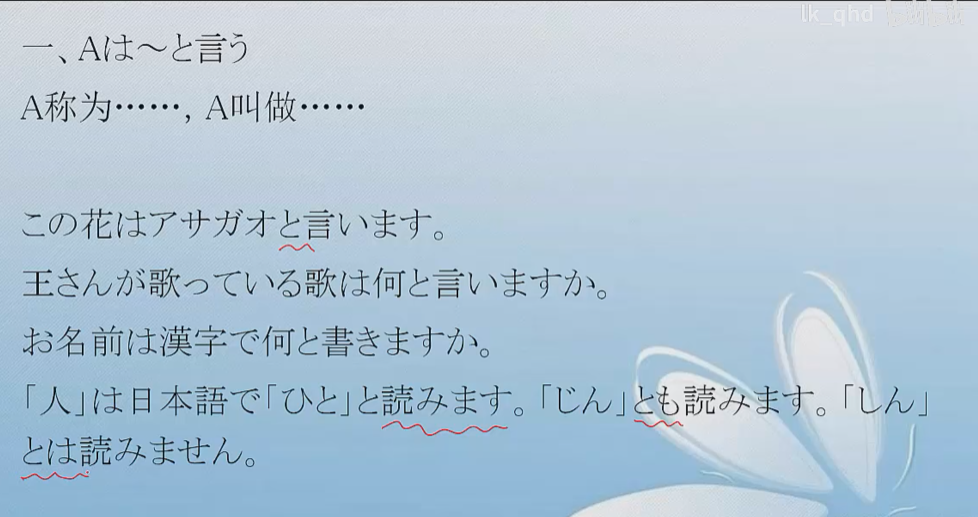 lk_qhd
一、Aは～と言う
A称为……，A叫做……
この花はアサガオと言います。
王さんが歌っている歌は何と言いますか。
お名前は漢字で何と書きますか。
「人」は日本語で「ひと」と読みます。「じん」とも読みます。「しん」
とは読みません。